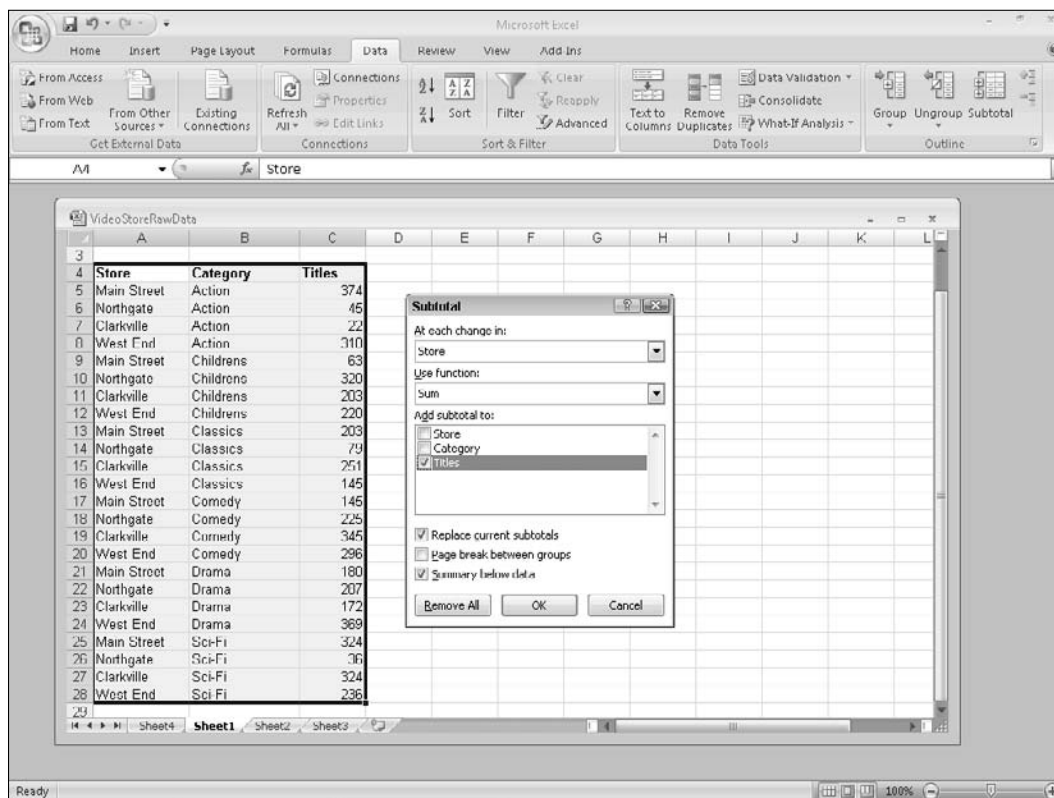 Microsoft Excel
Home Insert Page Layout Formulas Data Review View Add Ins
From Access
From Web
From Text
From Other Sources
Existing Connections
Get External Data
Refresh All
Connections
Properties
Edit Links
Connections
Sort
Filter
Clear
Reapply
Advanced
Sort & Filter
Text to Columns
Remove Duplicates
Data Validation
Consolidate
What-If Analysis
Data Tools
Group
Ungroup
Subtotal
Outline
fx Store
VideoStoreRawData
A B C D E F G H I J K L
3
4 Store Category Titles
5 Main Street Action 374
6 Northgate Action 45
7 Clarkville Action 22
8 West End Action 310
9 Main Street Childrens 63
10 Northgate Childrens 320
11 Clarkville Childrens 203
12 West End Childrens 220
13 Main Street Classics 203
14 Northgate Classics 79
15 Clarkville Classics 251
16 West End Classics 145
17 Main Street Comedy 145
18 Northgate Comedy 225
19 Clarkville Comedy 345
20 West End Comedy 296
21 Main Street Drama 180
22 Northgate Drama 207
23 Clarkville Drama 172
24 West End Drama 369
25 Main Street Sci-Fi 324
26 Northgate Sci-Fi 36
27 Clarkville Sci-Fi 324
28 West End Sci-Fi 236
29
Subtotal
At each change in:
Store
Use function:
Sum
Add subtotal to:
Store
Category
Titles
Replace current subtotals
Page break between groups
Summary below data
Remove All OK Cancel
Sheet4 Sheet1 Sheet2 Sheet3
Ready 100%